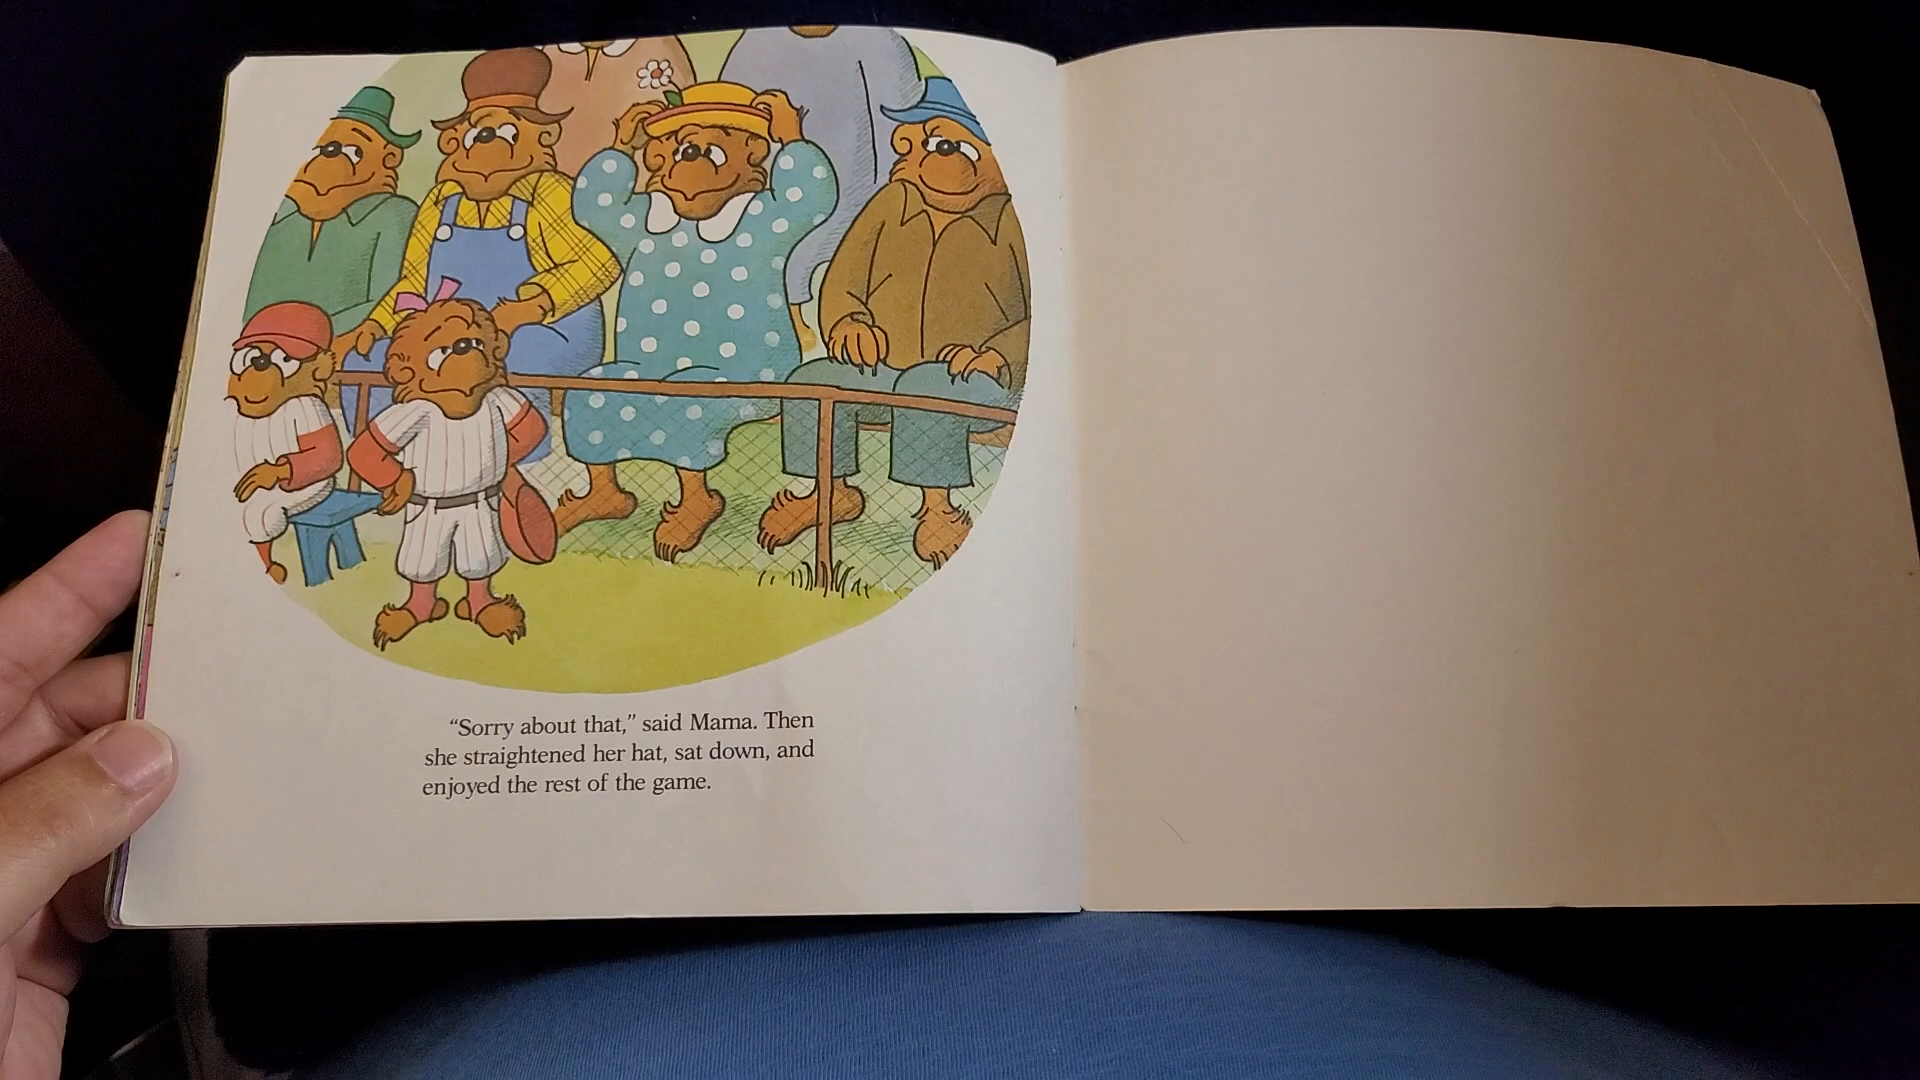 “Sorry about that,” said Mama. Then
she straightened her hat, sat down, and
enjoyed the rest of the game.